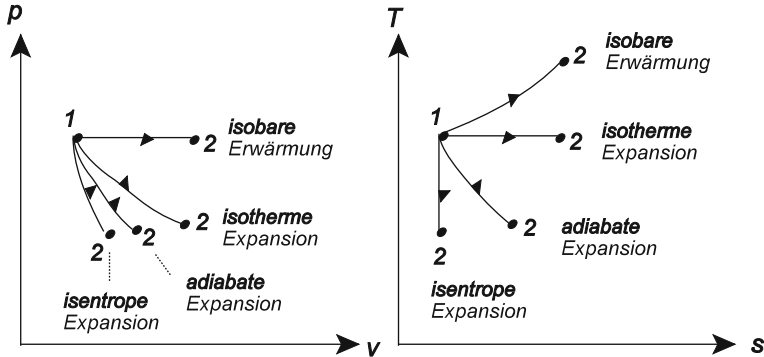 p
1
2
isobare
Erwärmung
2
isotherme
Expansion
2
2
adiabate
Expansion
isentrope
Expansion
v
T
2
isobare
Erwärmung
1
2
isotherme
Expansion
2
adiabate
Expansion
2
isentrope
Expansion
s